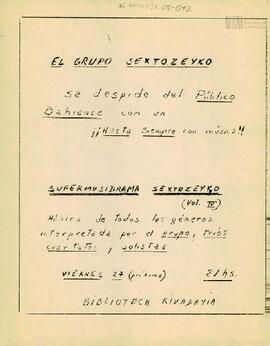 EL GRUPO SEXTOZEYKO
se despide del Público
Bahiense con un
¡¡Hasta siempre con música!!
SUPERMUSIDRAMA SEXTOZEYKO
(Vol. IV)
Música de todos los géneros
interpretada por el grupo, tríos
cuartetos y solistas
VIERNES 27 (próximo) 21 hs.
BIBLIOTECA RIVADAVIA